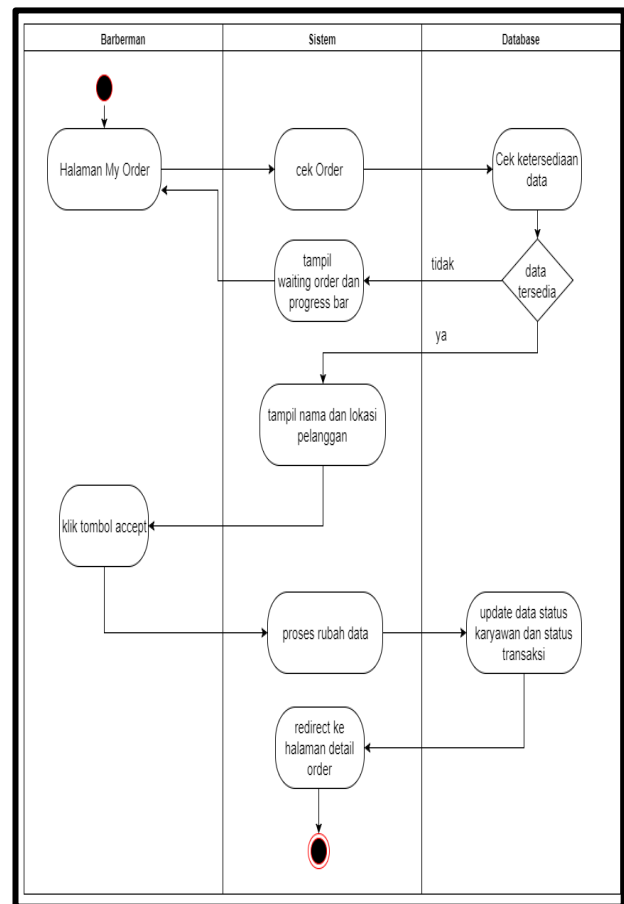 Barberman
Sistem
Database
Halaman My Order
cek Order
Cek ketersediaan
data
tampil
waiting order dan
progress bar
tidak
data
tersedia
ya
tampil nama dan lokasi
pelanggan
klik tombol accept
proses rubah data
update data status
karyawan dan status
transaksi
redirect ke
halaman detail
order